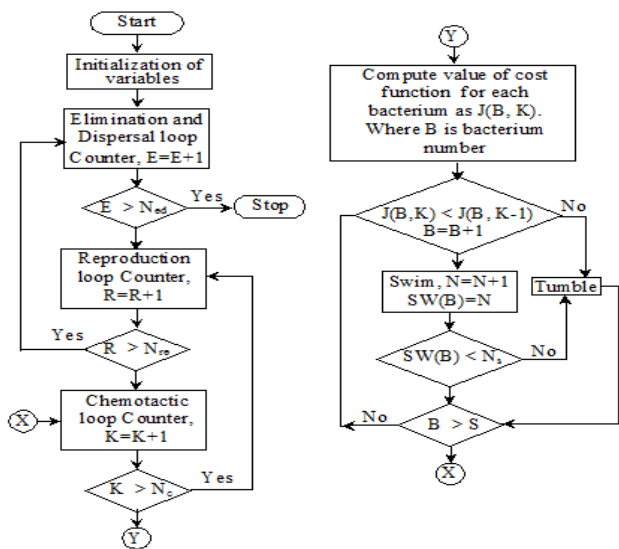 Start
Initialization of
variables
Elimination and
Dispersal loop
Counter, E=E+1
E > Ned
Yes
Stop
Reproduction
loop Counter,
R=R+1
Yes
R > Nre
Chemotactic
loop Counter,
K=K+1
X
Yes
K > Nc
Y
Y
Compute value of cost
function for each
bacterium as J(B, K).
Where B is bacterium
number
J(B,K) < J(B, K-1)
B=B+1
No
Swim, N=N+1
SW(B)=N
Tumble
SW(B) < Ns
No
No
B > S
X